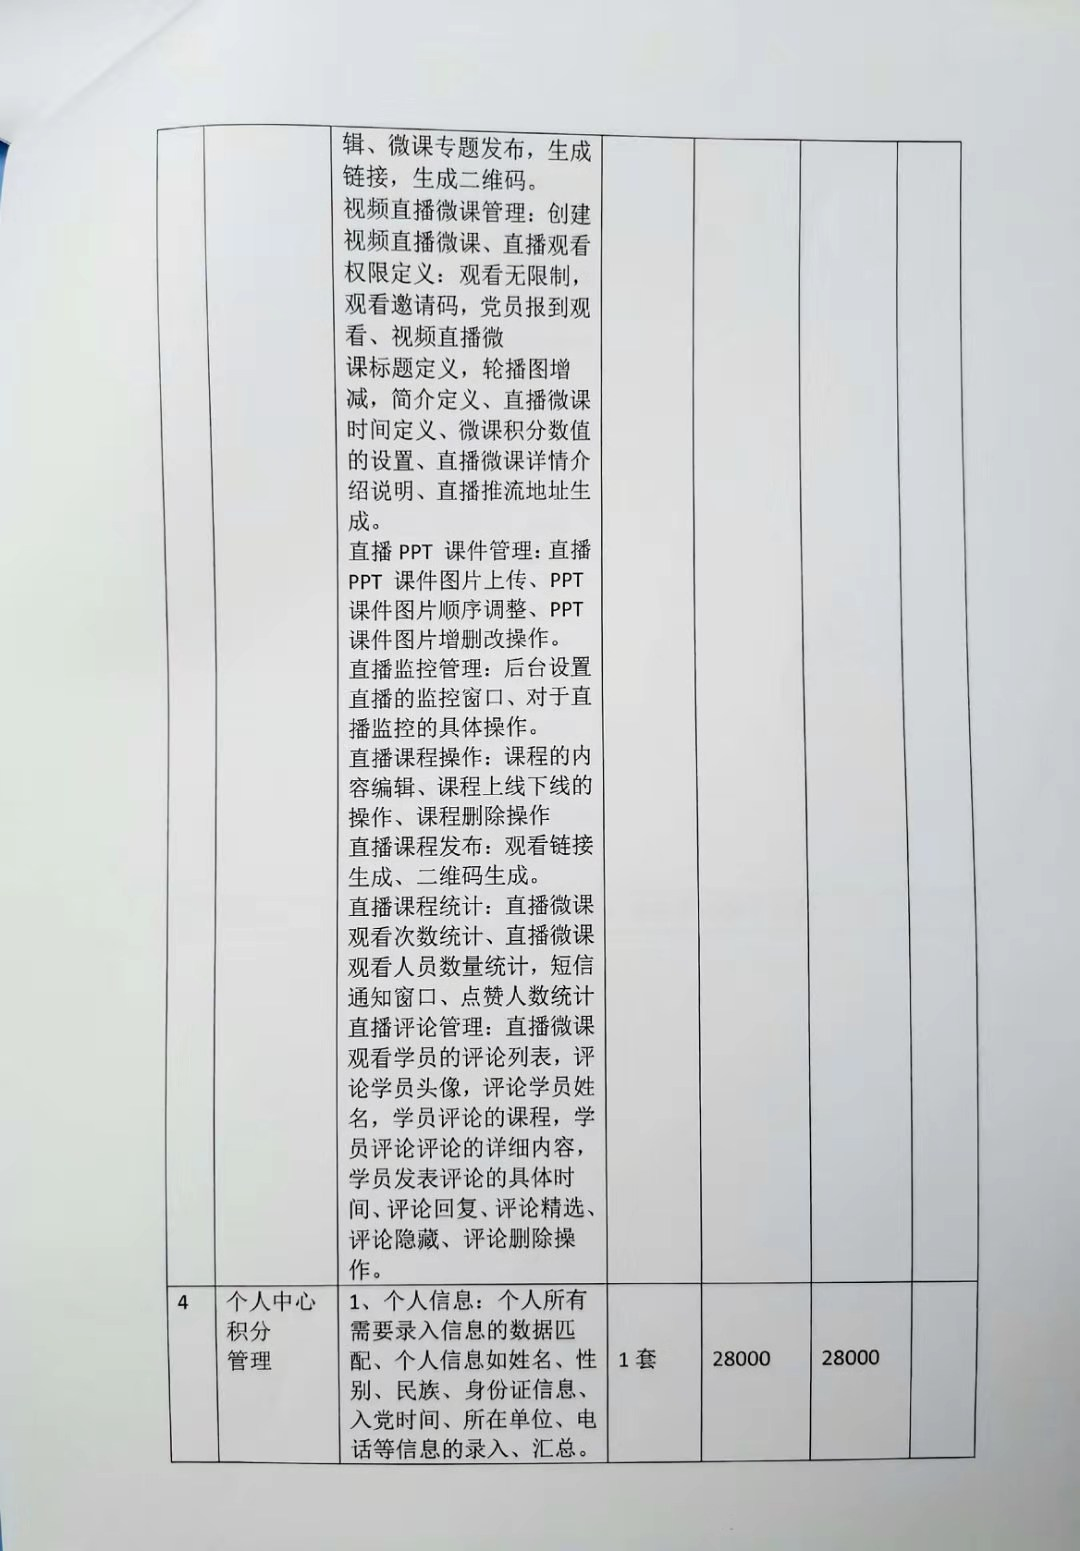 辑、微课专题发布，生成
链接，生成二维码。
视频直播微课管理：创建
视频直播微课、直播观看
权限定义：观看无限制，
观看邀请码，党员报到观
看、视频直播微
课标题定义，轮播图增
减，简介定义、直播微课
时间定义、微课积分数值
的设置、直播微课详情介
绍说明、直播推流地址生
成。
直播 PPT 课件管理：直播
PPT 课件图片上传、PPT
课件图片顺序调整、PPT
课件图片增删改操作。
直播监控管理：后台设置
直播的监控窗口、对于直
播监控的具体操作。
直播课程操作：课程的内
容编辑、课程上线下线的
操作、课程删除操作
直播课程发布：观看链接
生成、二维码生成。
直播课程统计：直播微课
观看次数统计、直播微课
观看人员数量统计，短信
通知窗口、点赞人数统计
直播评论管理：直播微课
观看学员的评论列表，评
论学员头像，评论学员姓
名，学员评论的课程，学
员评论评论的详细内容，
学员发表评论的具体时
间、评论回复、评论精选、
评论隐藏、评论删除操
作。
4
个人中心
积分
管理
1、个人信息：个人所有
需要录入信息的数据匹
配、个人信息如姓名、性
别、民族、身份证信息、
入党时间、所在单位、电
话等信息的录入、汇总。
1 套
28000
28000